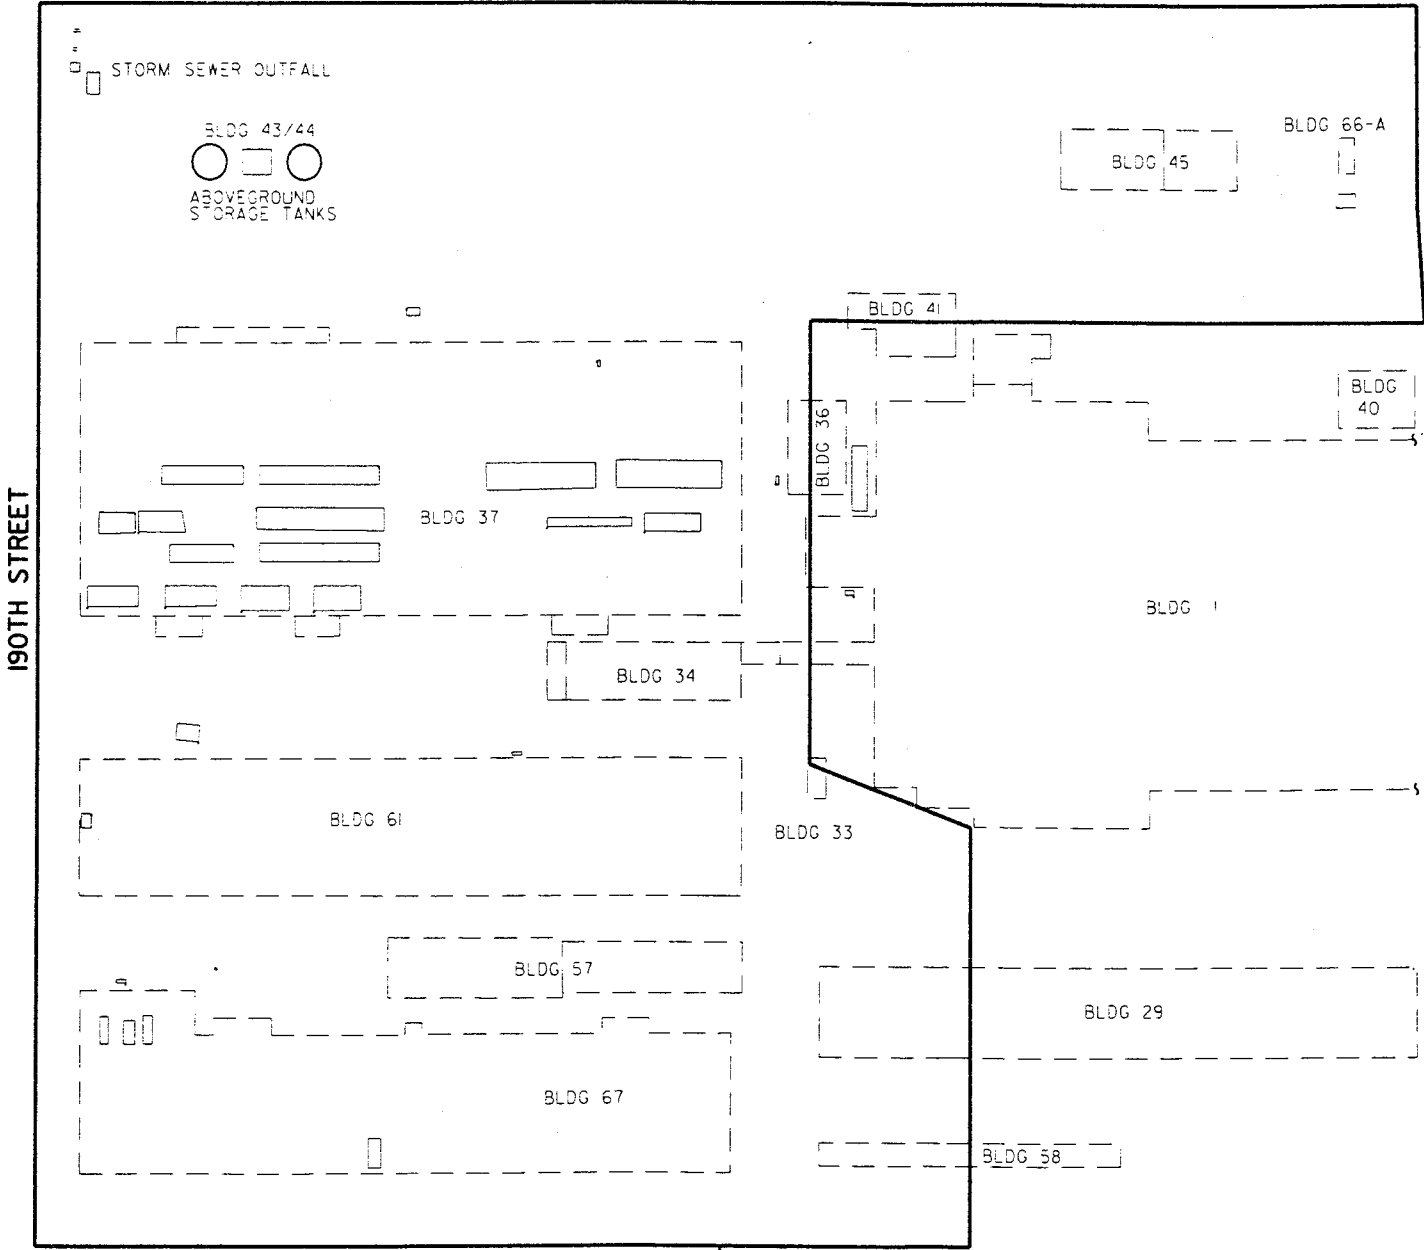 STORM SEWER OUTFALL
BLDG 43/44
ABOVEGROUND
STORAGE TANKS
BLDG 66-A
BLDG 45
BLDG 41
BLDG
40
BLDG 36
BLDG 37
190TH STREET
BLDG 1
BLDG 34
BLDG 61
BLDG 33
BLDG 57
BLDG 29
BLDG 67
BLDG 58